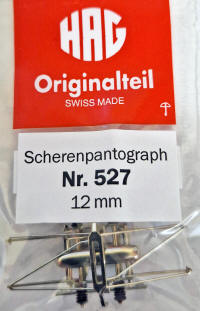 HAG
Originalteil
SWISS MADE
Scherenpantograph
Nr. 527
12 mm